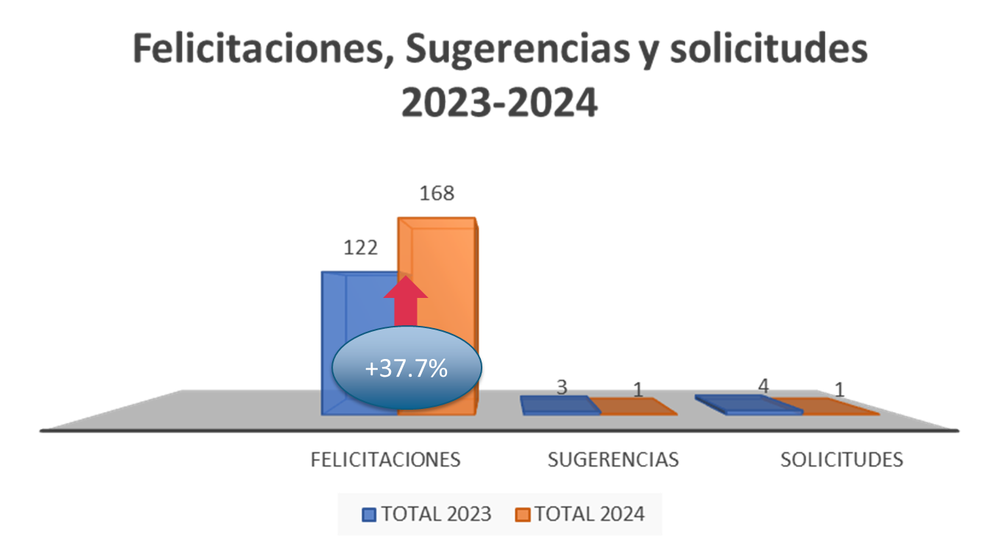 Felicitaciones, Sugerencias y solicitudes
2023-2024
168
122
+37.7%
3
1
4
1
FELICITACIONES
SUGERENCIAS
SOLICITUDES
TOTAL 2023
TOTAL 2024